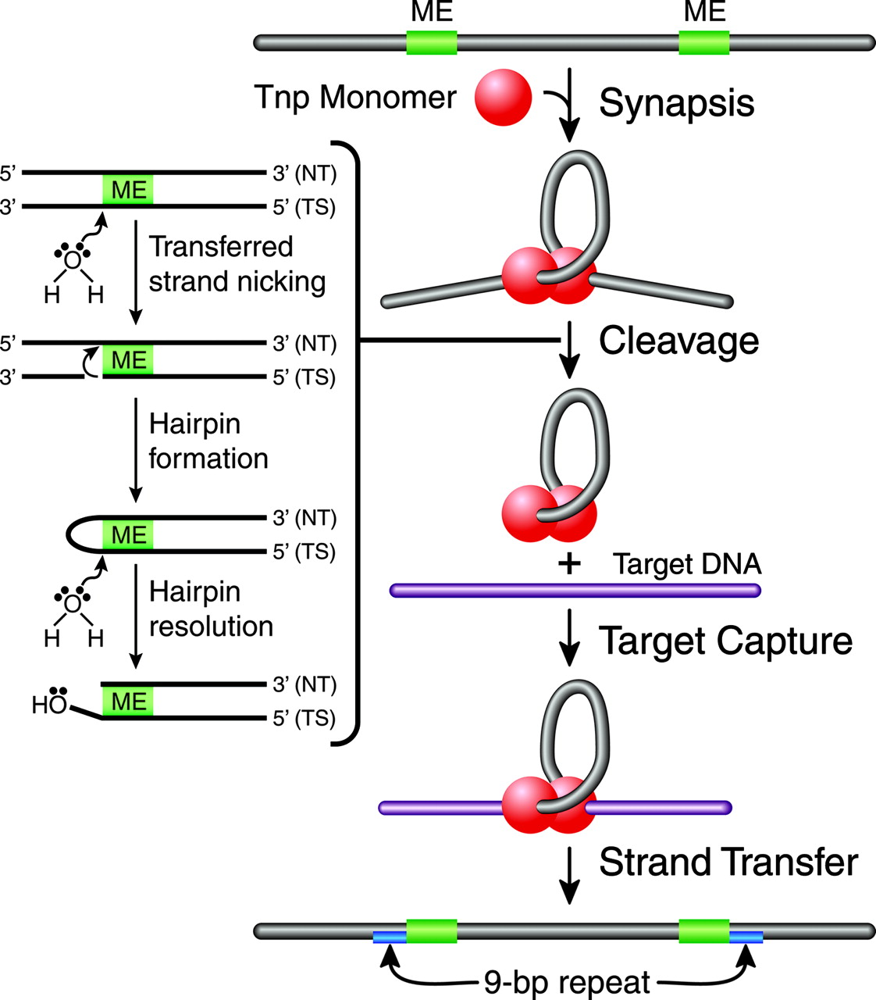 ME ME
Tnp Monomer
Synapsis
5’ 3’ (NT)
ME
3’ 5’ (TS)
Transferred
strand nicking
O
H H
Cleavage
5’ 3’ (NT)
ME
3’ 5’ (TS)
Hairpin
formation
3’ (NT)
ME
5’ (TS)
+ Target DNA
Hairpin
resolution
O
H H
Target Capture
3’ (NT)
HO ME
5’ (TS)
Strand Transfer
9-bp repeat